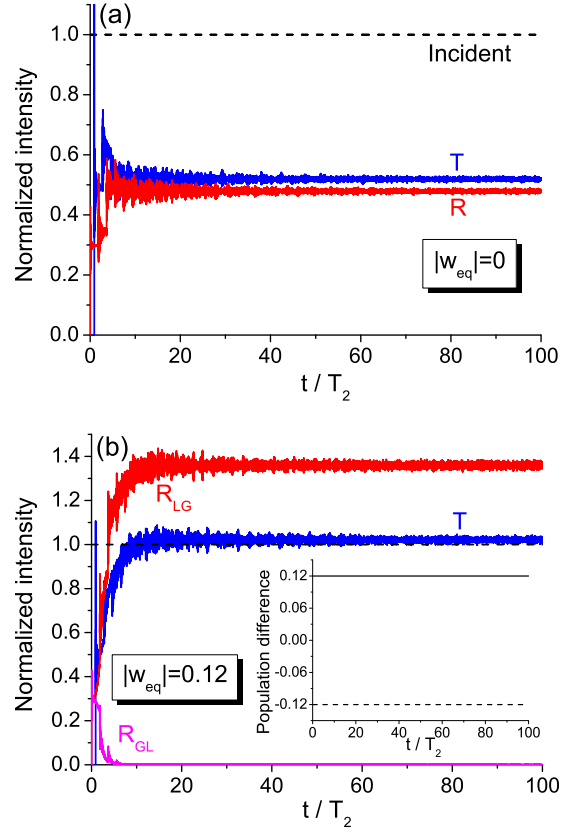 (a)
1.0
Incident
0.8
Normalized intensity
0.6
T
0.4
R
0.2
|w_eq|=0
0.0
0 20 40 60 80 100
t / T_2
(b)
1.4
R_LG
1.2
T
1.0
Normalized intensity
0.8
0.6
0.4
|w_eq|=0.12
0.2
R_GL
0.0
0 20 40 60 80 100
t / T_2
Population difference
0.12
0.06
0.00
-0.06
-0.12
0 20 40 60 80 100
t / T_2